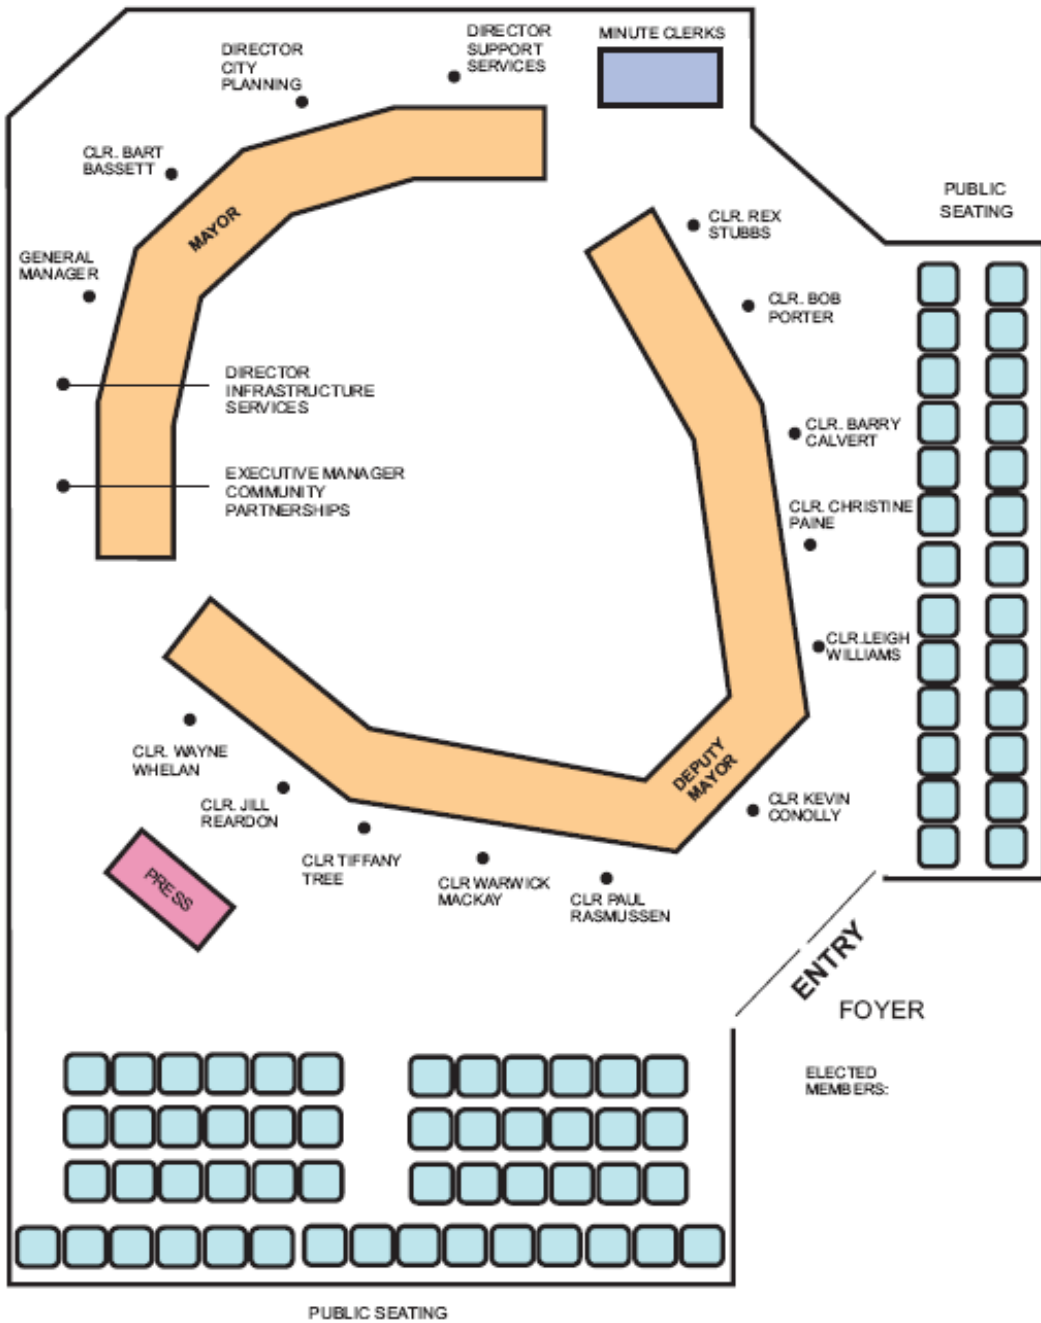 DIRECTOR
SUPPORT
SERVICES
MINUTE CLERKS
DIRECTOR
CITY
PLANNING
CLR. BART
BASSETT
MAYOR
GENERAL
MANAGER
DIRECTOR
INFRASTRUCTURE
SERVICES
EXECUTIVE MANAGER
COMMUNITY
PARTNERSHIPS
PUBLIC
SEATING
CLR. REX
STUBBS
CLR. BOB
PORTER
CLR. BARRY
CALVERT
CLR. CHRISTINE
PAINE
CLR.LEIGH
WILLIAMS
DEPUTY
MAYOR
CLR KEVIN
CONOLLY
CLR. WAYNE
WHELAN
CLR. JILL
REARDON
CLR TIFFANY
TREE
CLR WARWICK
MACKAY
CLR PAUL
RASMUSSEN
PRESS
ENTRY
FOYER
ELECTED
MEMBERS:
PUBLIC SEATING